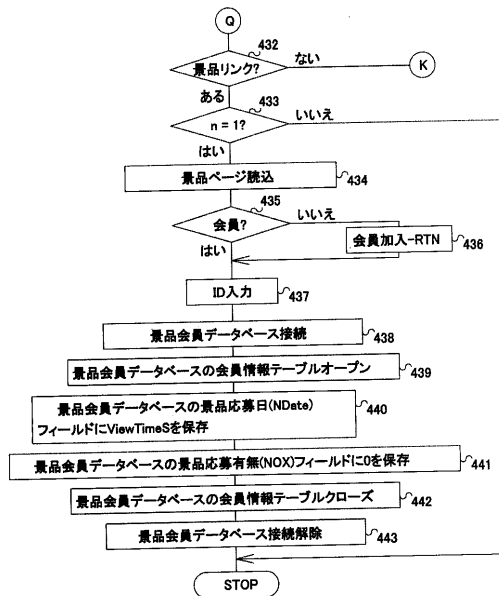 Q
432
景品リンク?
ない
K
ある
433
n = 1?
いいえ
はい
景品ページ読込
434
435
会員?
いいえ
はい
会員加入-RTN
436
ID入力
437
景品会員データベース接続
438
景品会員データベースの会員情報テーブルオープン
439
景品会員データベースの景品応募日(NDate)
フィールドにViewTimeSを保存
440
景品会員データベースの景品応募有無(NOX)フィールドに0を保存
441
景品会員データベースの会員情報テーブルクローズ
442
景品会員データベース接続解除
443
STOP